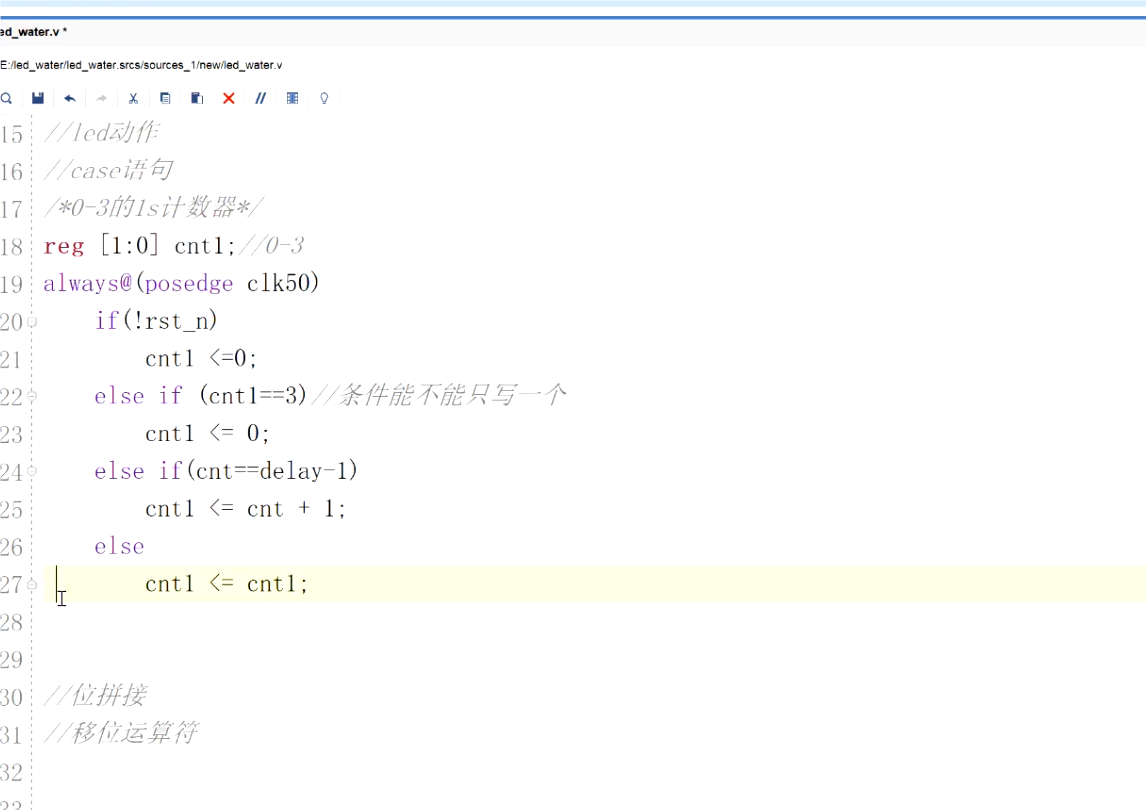 ed_water.v *
E:/led_water/led_water.srcs/sources_1/new/led_water.v
15 //led动作
16 //case语句
17 /*0-3的1s计数器*/
18 reg [1:0] cnt1;//0-3
19 always@(posedge clk50)
20 if(!rst_n)
21 cnt1 <=0;
22 else if (cnt1==3)//条件能不能只写一个
23 cnt1 <= 0;
24 else if(cnt==delay-1)
25 cnt1 <= cnt + 1;
26 else
27 cnt1 <= cnt1;
28
29
30 //位拼接
31 //移位运算符
32